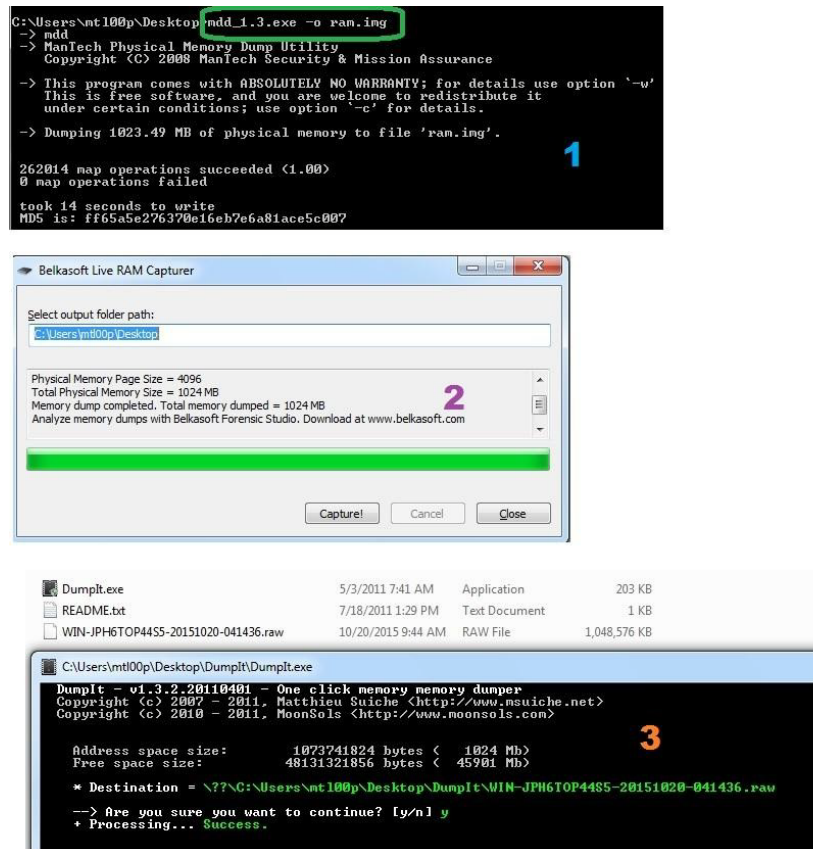 C:\Users\mtl00p\Desktop>mdd_1.3.exe -o ram.img
-> mdd
-> ManTech Physical Memory Dump Utility
Copyright (C) 2008 ManTech Security & Mission Assurance
-> This program comes with ABSOLUTELY NO WARRANTY; for details use option `-w'
This is free software, and you are welcome to redistribute it
under certain conditions; use option `-c' for details.
-> Dumping 1023.49 MB of physical memory to file 'ram.img'.
1
262014 map operations succeeded (1.00)
0 map operations failed
took 14 seconds to write
MD5 is: ff65a5e276370e16eb7e6a81ace5c007
Belkasoft Live RAM Capturer
Select output folder path:
C:\Users\mtl00p\Desktop
Physical Memory Page Size = 4096
Total Physical Memory Size = 1024 MB
Memory dump completed. Total memory dumped = 1024 MB
Analyze memory dumps with Belkasoft Forensic Studio. Download at www.belkasoft.com
2
Capture! Cancel Close
DumpIt.exe 5/3/2011 7:41 AM Application 203 KB
README.txt 7/18/2011 1:29 PM Text Document 1 KB
WIN-JPH6TOP44S5-20151020-041436.raw 10/20/2015 9:44 AM RAW File 1,048,576 KB
C:\Users\mtl00p\Desktop\DumpIt\DumpIt.exe
DumpIt - v1.3.2.20110401 - One click memory memory dumper
Copyright (c) 2007 - 2011, Matthieu Suiche <http://www.msuiche.net>
Copyright (c) 2010 - 2011, MoonSols <http://www.moonsols.com>
3
Address space size: 1073741824 bytes ( 1024 Mb)
Free space size: 48131321856 bytes ( 45901 Mb)
* Destination = \??\C:\Users\mtl00p\Desktop\DumpIt\WIN-JPH6TOP44S5-20151020-041436.raw
--> Are you sure you want to continue? [y/n] y
+ Processing... Success.